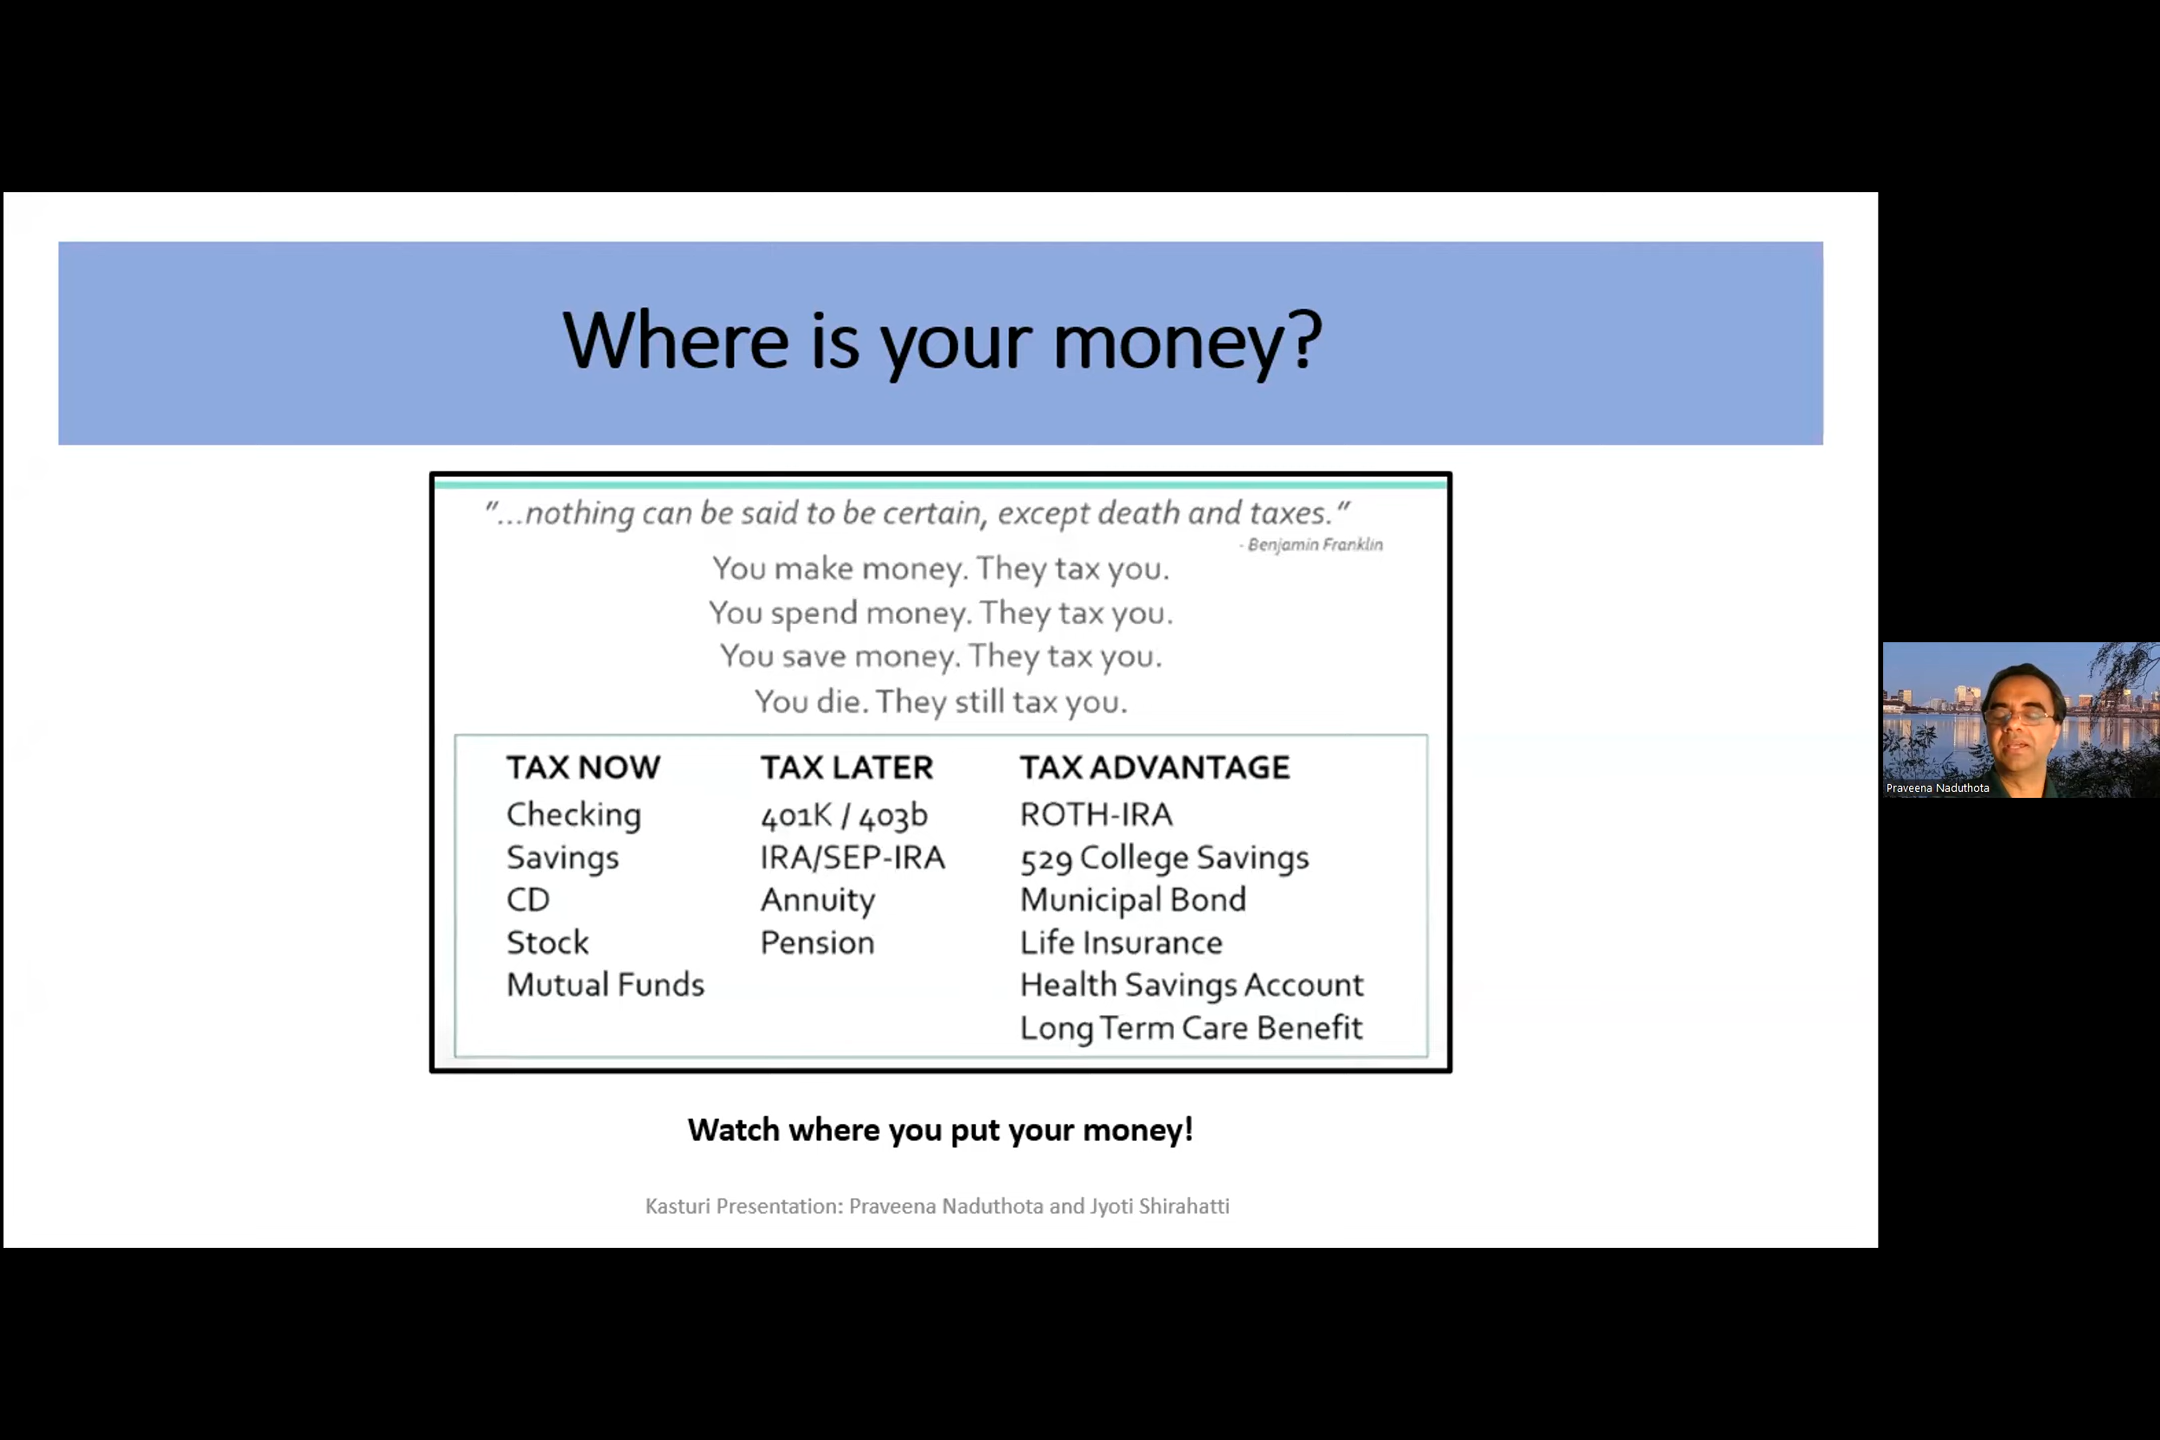 Where is your money?
"...nothing can be said to be certain, except death and taxes."
- Benjamin Franklin
You make money. They tax you.
You spend money. They tax you.
You save money. They tax you.
You die. They still tax you.
TAX NOW
Checking
Savings
CD
Stock
Mutual Funds
TAX LATER
401K / 403b
IRA/SEP-IRA
Annuity
Pension
TAX ADVANTAGE
ROTH-IRA
529 College Savings
Municipal Bond
Life Insurance
Health Savings Account
Long Term Care Benefit
Watch where you put your money!
Kasturi Presentation: Praveena Naduthota and Jyoti Shirahatti
Praveena Naduthota